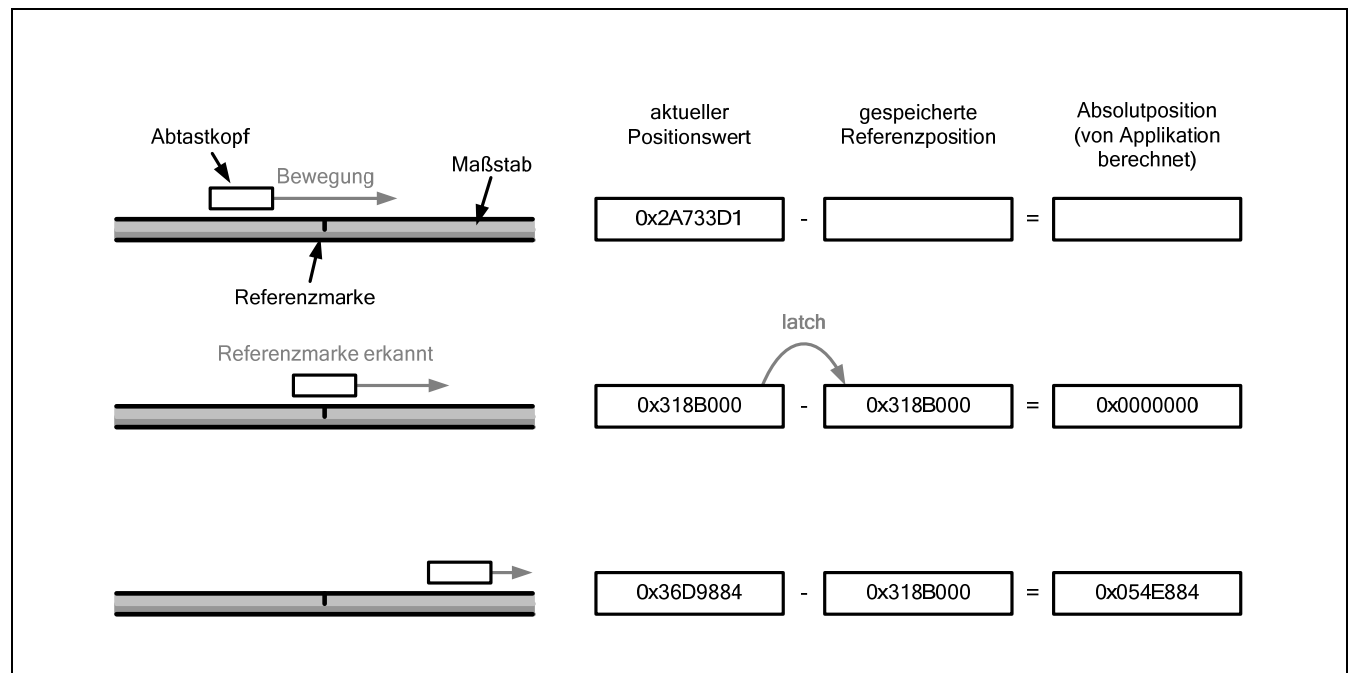 aktueller
Positionswert
gespeicherte
Referenzposition
Absolutposition
(von Applikation
berechnet)
Abtastkopf
Bewegung
Maßstab
0x2A733D1 - =
Referenzmarke
latch
Referenzmarke erkannt
0x318B000 - 0x318B000 = 0x0000000
0x36D9884 - 0x318B000 = 0x054E884